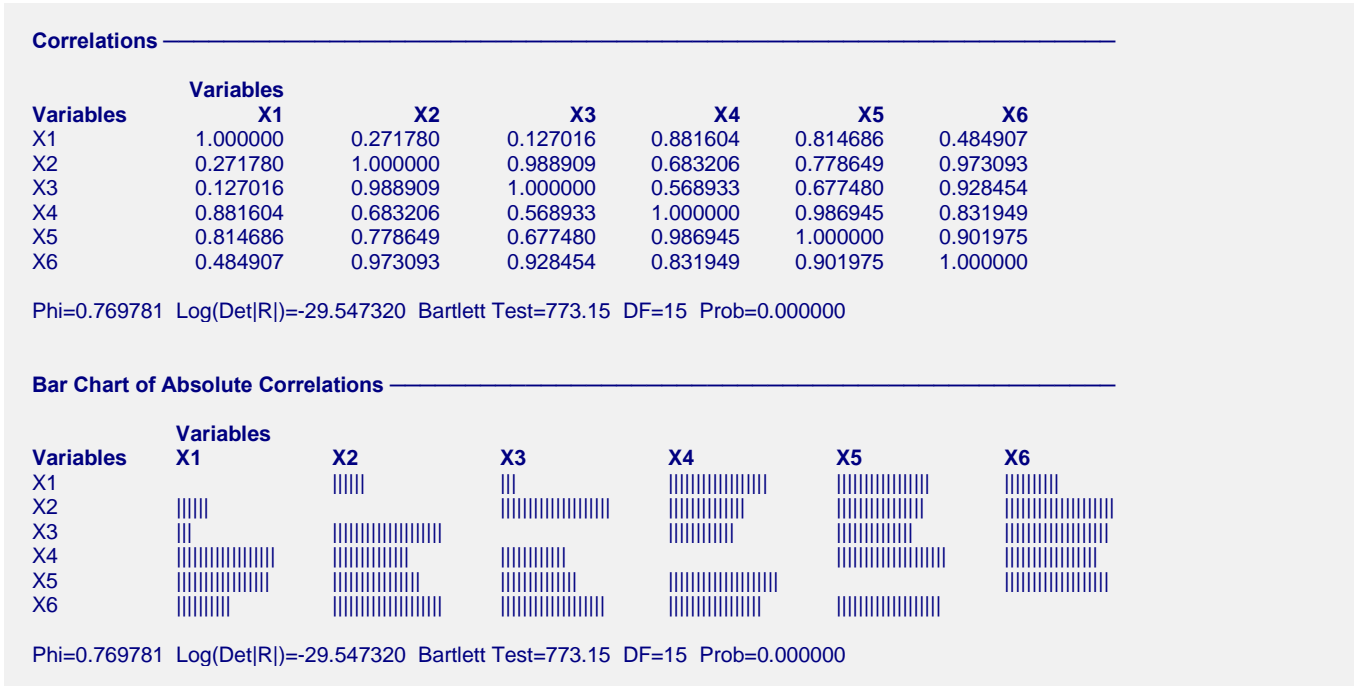 Correlations
Variables
Variables X1 X2 X3 X4 X5 X6
X1 1.000000 0.271780 0.127016 0.881604 0.814686 0.484907
X2 0.271780 1.000000 0.988909 0.683206 0.778649 0.973093
X3 0.127016 0.988909 1.000000 0.568933 0.677480 0.928454
X4 0.881604 0.683206 0.568933 1.000000 0.986945 0.831949
X5 0.814686 0.778649 0.677480 0.986945 1.000000 0.901975
X6 0.484907 0.973093 0.928454 0.831949 0.901975 1.000000
Phi=0.769781 Log(Det|R|)=-29.547320 Bartlett Test=773.15 DF=15 Prob=0.000000
Bar Chart of Absolute Correlations
Variables
Variables X1 X2 X3 X4 X5 X6
X1 |||||| ||| |||||||||||||||||| ||||||||||||||||| ||||||||||
X2 |||||| |||||||||||||||||||| |||||||||||||| |||||||||||||||| ||||||||||||||||||||
X3 ||| |||||||||||||||||||| |||||||||||| |||||||||||||| |||||||||||||||||||
X4 |||||||||||||||||| |||||||||||||| |||||||||||| |||||||||||||||||||| |||||||||||||||||
X5 ||||||||||||||||| |||||||||||||||| |||||||||||||| |||||||||||||||||||| |||||||||||||||||||
X6 |||||||||| |||||||||||||||||||| ||||||||||||||||||| ||||||||||||||||| |||||||||||||||||||
Phi=0.769781 Log(Det|R|)=-29.547320 Bartlett Test=773.15 DF=15 Prob=0.000000